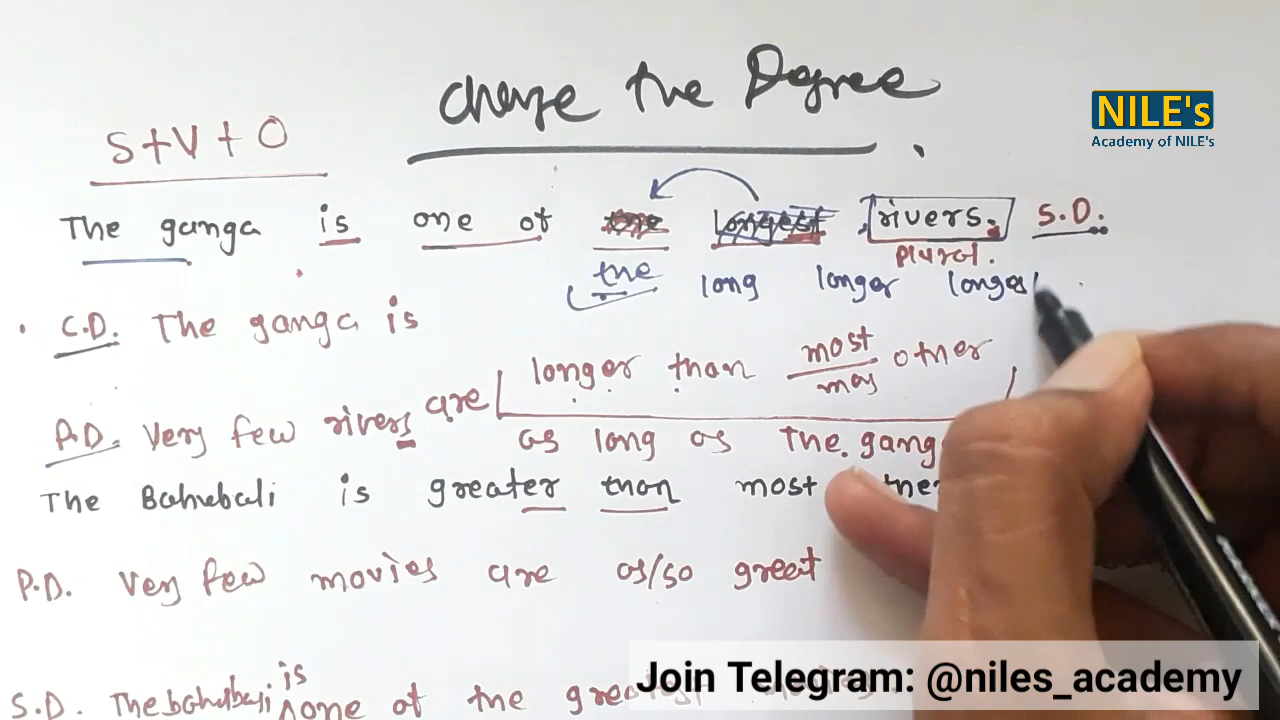 Change the Degree.
NILE's
Academy of NILE's
S+V+O
The ganga is one of the longest rivers. S.D.
plural.
the long longer longes
C.D. The ganga is
longer than most other
many
P.D. Very few rivers are
as long as the gang
The Bahubali is greater than most
P.D. Very few movies are as/so great
is
S.D. The bahubali one of the greatest
Join Telegram: @niles_academy